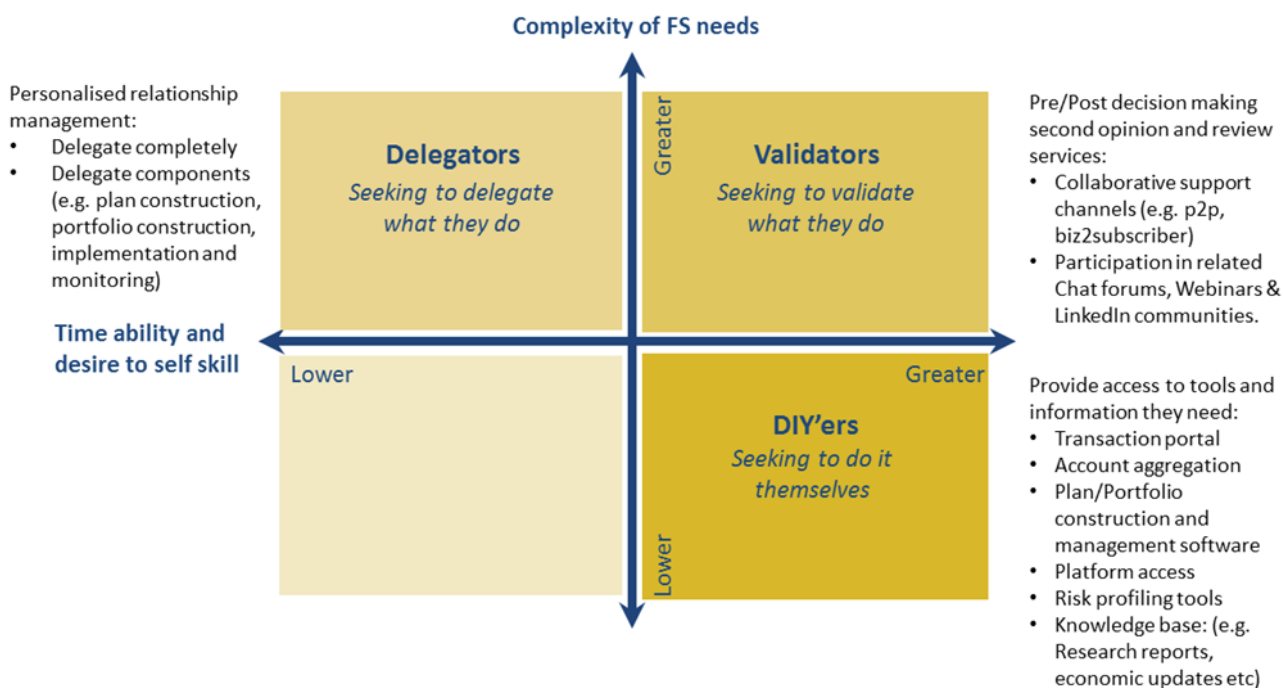 Complexity of FS needs
Personalised relationship
management:
• Delegate completely
• Delegate components
(e.g. plan construction,
portfolio construction,
implementation and
monitoring)
Delegators
Seeking to delegate
what they do
Greater
Validators
Seeking to validate
what they do
Pre/Post decision making
second opinion and review
services:
• Collaborative support
channels (e.g. p2p,
biz2subscriber)
• Participation in related
Chat forums, Webinars &
LinkedIn communities.
Time ability and
desire to self skill
Lower
Greater
DIY’ers
Seeking to do it
themselves
Lower
Provide access to tools and
information they need:
• Transaction portal
• Account aggregation
• Plan/Portfolio
construction and
management software
• Platform access
• Risk profiling tools
• Knowledge base: (e.g.
Research reports,
economic updates etc)